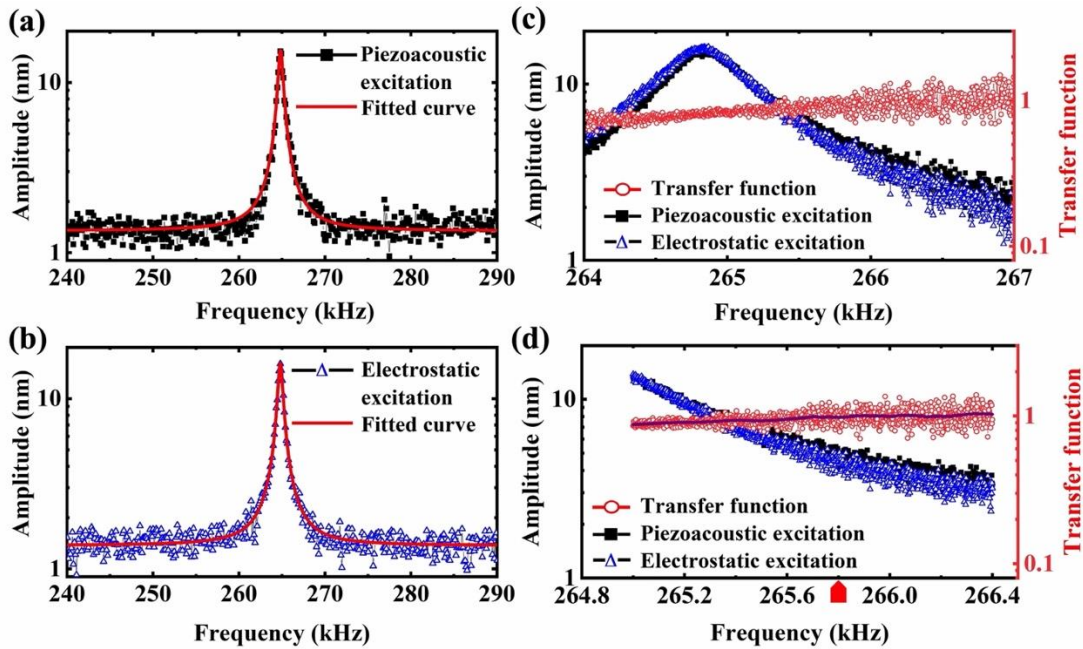 (a)
Amplitude (nm)
10
1
Piezoacoustic
excitation
Fitted curve
240 250 260 270 280 290
Frequency (kHz)
(c)
Amplitude (nm)
10
1
Transfer function
Piezoacoustic excitation
Electrostatic excitation
1
0.1
Transfer function
264 265 266 267
Frequency (kHz)
(b)
Amplitude (nm)
10
1
Electrostatic
excitation
Fitted curve
240 250 260 270 280 290
Frequency (kHz)
(d)
Amplitude (nm)
10
1
Transfer function
Piezoacoustic excitation
Electrostatic excitation
1
0.1
Transfer function
264.8 265.2 265.6 266.0 266.4
Frequency (kHz)